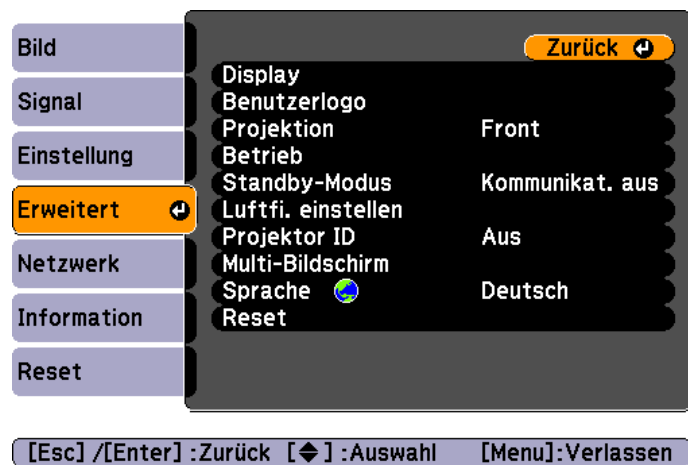 Bild
Signal
Einstellung
Erweitert
Netzwerk
Information
Reset
Zurück
Display
Benutzerlogo
Projektion Front
Betrieb
Standby-Modus Kommunikat. aus
Luftfi. einstellen
Projektor ID Aus
Multi-Bildschirm
Sprache Deutsch
Reset
[Esc] /[Enter] :Zurück [◆] :Auswahl [Menu]:Verlassen